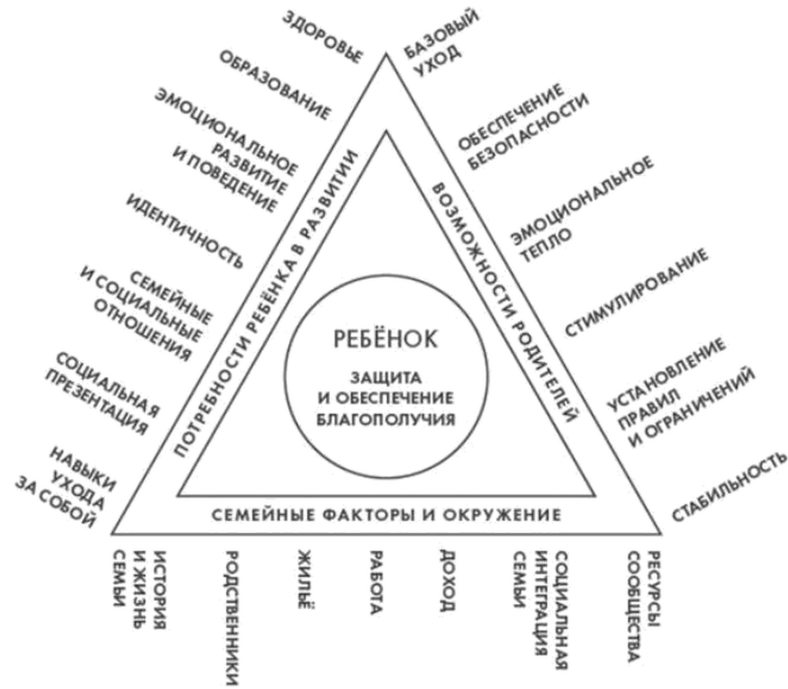 ЗДОРОВЬЕ
ОБРАЗОВАНИЕ
ЭМОЦИОНАЛЬНОЕ
РАЗВИТИЕ
И ПОВЕДЕНИЕ
ИДЕНТИЧНОСТЬ
СЕМЕЙНЫЕ
И СОЦИАЛЬНЫЕ
ОТНОШЕНИЯ
СОЦИАЛЬНАЯ
ПРЕЗЕНТАЦИЯ
НАВЫКИ
УХОДА
ЗА СОБОЙ
ПОТРЕБНОСТИ РЕБЁНКА В РАЗВИТИИ
БАЗОВЫЙ
УХОД
ОБЕСПЕЧЕНИЕ
БЕЗОПАСНОСТИ
ЭМОЦИОНАЛЬНОЕ
ТЕПЛО
СТИМУЛИРОВАНИЕ
УСТАНОВЛЕНИЕ
ПРАВИЛ
И ОГРАНИЧЕНИЙ
СТАБИЛЬНОСТЬ
ВОЗМОЖНОСТИ РОДИТЕЛЕЙ
РЕБЁНОК
ЗАЩИТА
И ОБЕСПЕЧЕНИЕ
БЛАГОПОЛУЧИЯ
СЕМЕЙНЫЕ ФАКТОРЫ И ОКРУЖЕНИЕ
ИСТОРИЯ
И ЖИЗНЬ
СЕМЬИ
РОДСТВЕННИКИ
ЖИЛЬЁ
РАБОТА
ДОХОД
СОЦИАЛЬНАЯ
ИНТЕГРАЦИЯ
СЕМЬИ
РЕСУРСЫ
СООБЩЕСТВА